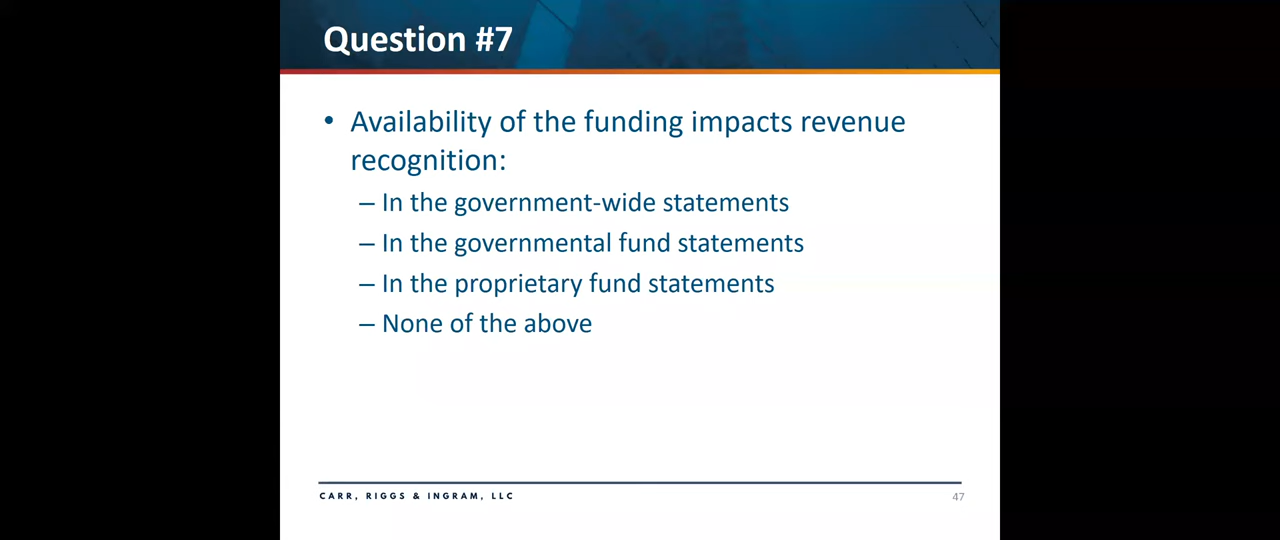 Question #7
• Availability of the funding impacts revenue
recognition:
– In the government-wide statements
– In the governmental fund statements
– In the proprietary fund statements
– None of the above
CARR, RIGGS & INGRAM, LLC
47